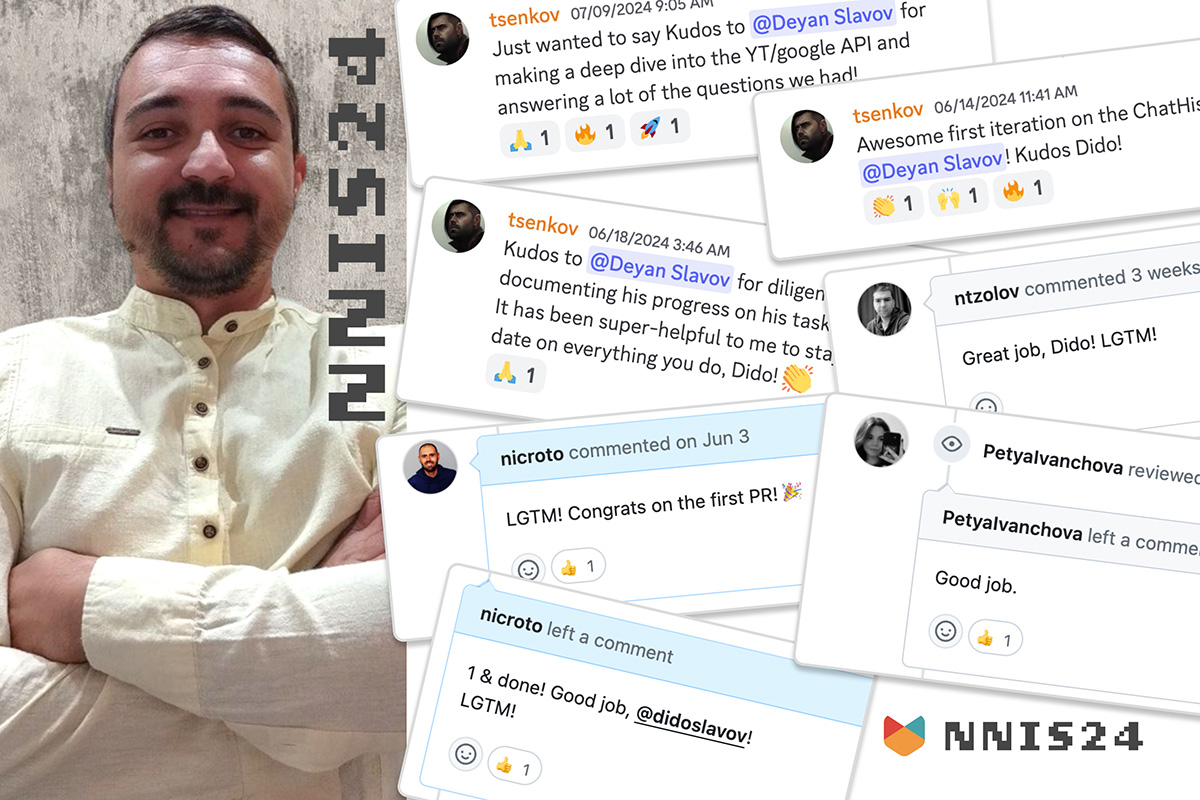 NNIS24
tsenkov 07/09/2024 9:05 AM
Just wanted to say Kudos to @Deyan Slavov for
making a deep dive into the YT/google API and
answering a lot of the questions we had!
🙏 1 🔥 1 🚀 1
tsenkov 06/14/2024 11:41 AM
Awesome first iteration on the ChatHis
@Deyan Slavov! Kudos Dido!
👏 1 🙌 1 🔥 1
tsenkov 06/18/2024 3:46 AM
Kudos to @Deyan Slavov for diligen
documenting his progress on his task
It has been super-helpful to me to sta
date on everything you do, Dido! 👏
🙏 1
ntzolov commented 3 weeks
Great job, Dido! LGTM!
nicroto commented on Jun 3
LGTM! Congrats on the first PR! 🎉
👍 1
PetyaIvanchova reviewed
PetyaIvanchova left a comme
Good job.
👍 1
nicroto left a comment
1 & done! Good job, @didoslavov!
LGTM!
👍 1
NNIS24